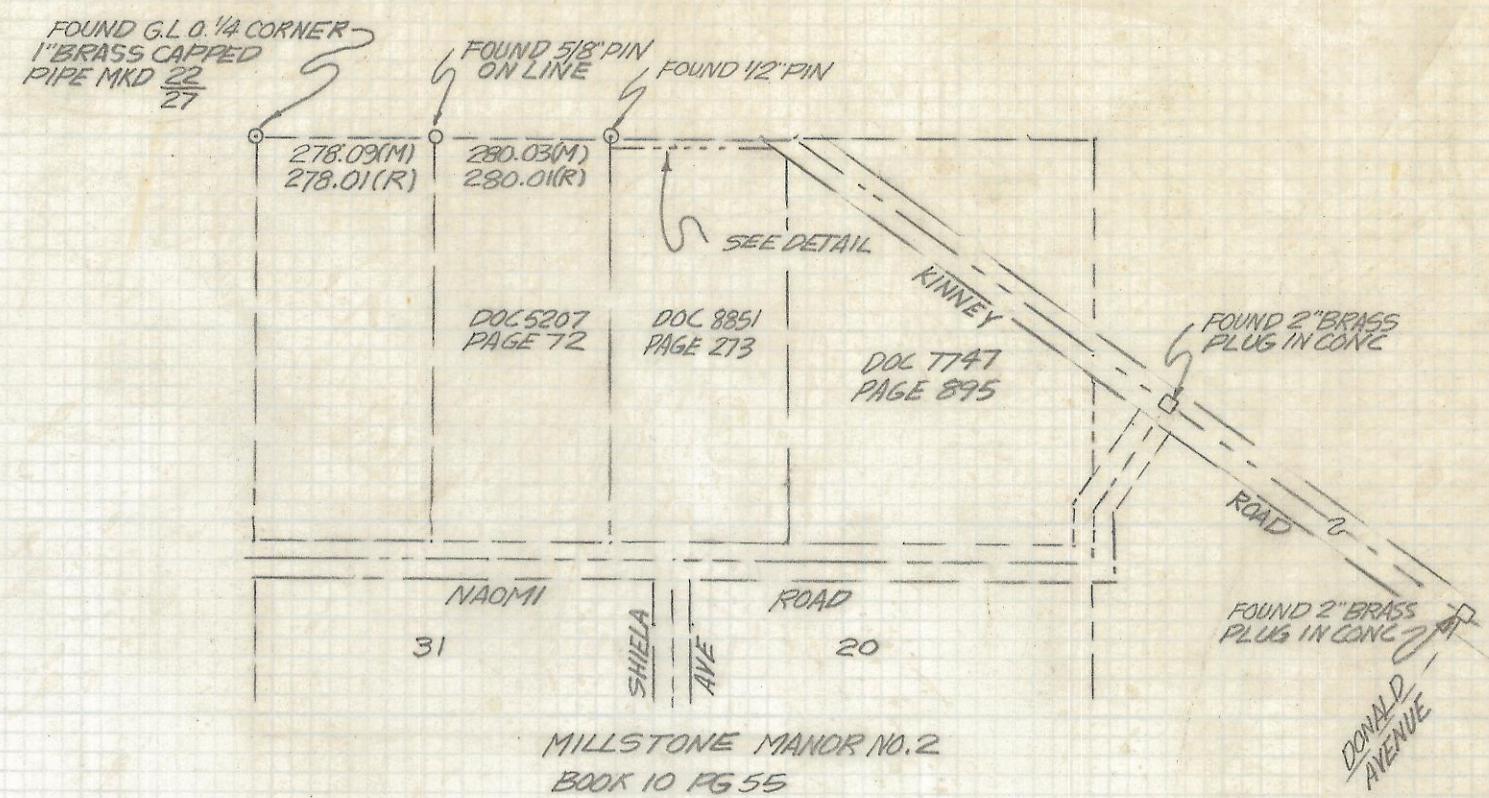 FOUND G.L.O. 1/4 CORNER
1" BRASS CAPPED
PIPE MKD 22
27
FOUND 5/8" PIN
ON LINE
FOUND 1/2" PIN
278.09(M)
278.01(R)
280.03(M)
280.01(R)
SEE DETAIL
KINNEY
DOC 5207
PAGE 72
DOC 8851
PAGE 273
DOC 7747
PAGE 895
FOUND 2" BRASS
PLUG IN CONC
ROAD
NAOMI
ROAD
FOUND 2" BRASS
PLUG IN CONC
31
SHIELA
AVE
20
DONALD
AVENUE
MILLSTONE MANOR NO. 2
BOOK 10 PG 55